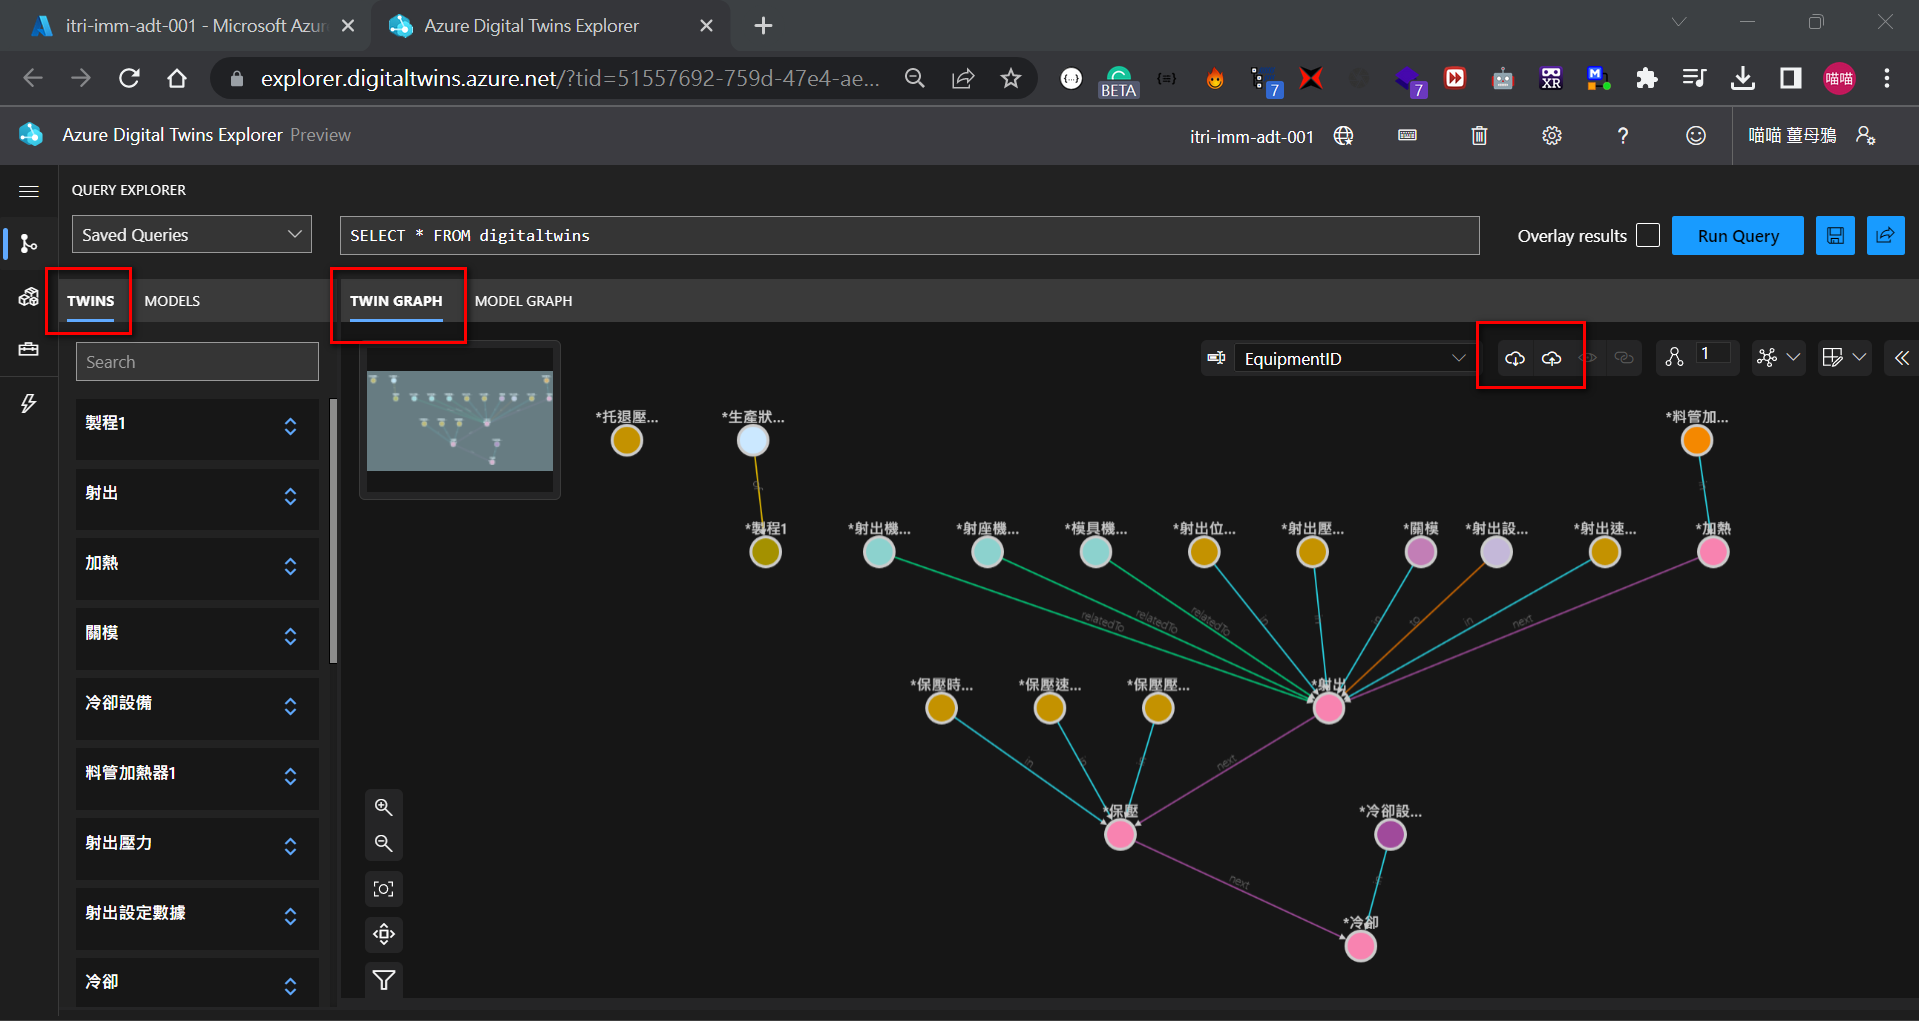 itri-imm-adt-001 - Microsoft Azur
Azure Digital Twins Explorer
explorer.digitaltwins.azure.net/?tid=51557692-759d-47e4-ae...
BETA
7
7
XR
M
喵喵
Azure Digital Twins Explorer Preview
itri-imm-adt-001
喵喵 薑母鴉
QUERY EXPLORER
Saved Queries
SELECT * FROM digitaltwins
Overlay results
Run Query
TWINS
MODELS
TWIN GRAPH
MODEL GRAPH
Search
EquipmentID
1
製程1
射出
加熱
關模
冷卻設備
料管加熱器1
射出壓力
射出設定數據
冷卻
*托退壓...
*生產狀...
*料管加...
*製程1
*射出機...
*射座機...
*模具機...
*射出位...
*射出壓...
*關模
*射出設...
*射出速...
*加熱
relatedTo
relatedTo
relatedTo
in
in
in
to
in
next
*保壓時...
*保壓速...
*保壓壓...
*射出
in
next
*保壓
*冷卻設...
next
*冷卻